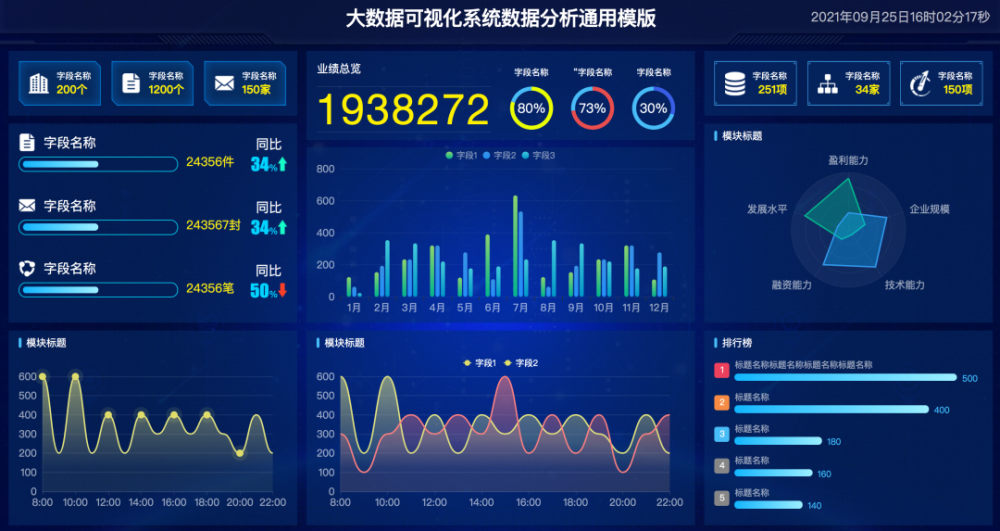 大数据可视化系统数据分析通用模版
2021年09月25日16时02分17秒
字段名称
200个
字段名称
1200个
字段名称
150家
字段名称
24356件
同比
34%
字段名称
243567封
同比
34%
字段名称
24356笔
同比
50%
业绩总览
1938272
字段名称
80%
"字段名称
73%
字段名称
30%
字段1 字段2 字段3
800
600
400
200
0
1月 2月 3月 4月 5月 6月 7月 8月 9月 10月 11月 12月
字段名称
251项
字段名称
34家
字段名称
150项
模块标题
盈利能力
发展水平
企业规模
融资能力
技术能力
模块标题
600
500
400
300
200
100
0
8:00 10:00 12:00 14:00 16:00 18:00 20:00 22:00
模块标题
字段1 字段2
600
500
400
300
200
100
0
8:00 10:00 12:00 14:00 16:00 18:00 20:00 22:00
排行榜
1 标题名称标题名称标题名称标题名称
500
2 标题名称
400
3 标题名称
180
4 标题名称
160
5 标题名称
140